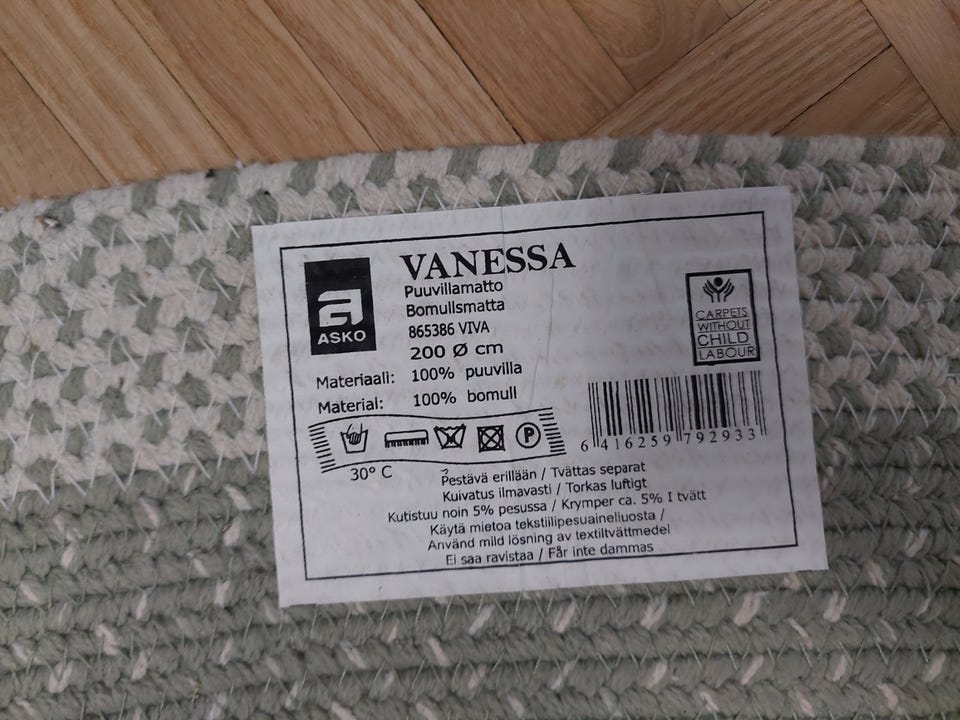 VANESSA
Puuvillamatto
Bomullsmatta
865386 VIVA
200 Ø cm
a
ASKO
CARPETS
WITHOUT
CHILD
LABOUR
Materiaali: 100% puuvilla
Material: 100% bomull
P
30° C
6 416259 792933
Pestävä erillään / Tvättas separat
Kuivatus ilmavasti / Torkas luftigt
Kutistuu noin 5% pesussa / Krymper ca. 5% I tvätt
Käytä mietoa tekstiilipesuaineliuosta /
Använd mild lösning av textiltvättmedel
Ei saa ravistaa / Får inte dammas